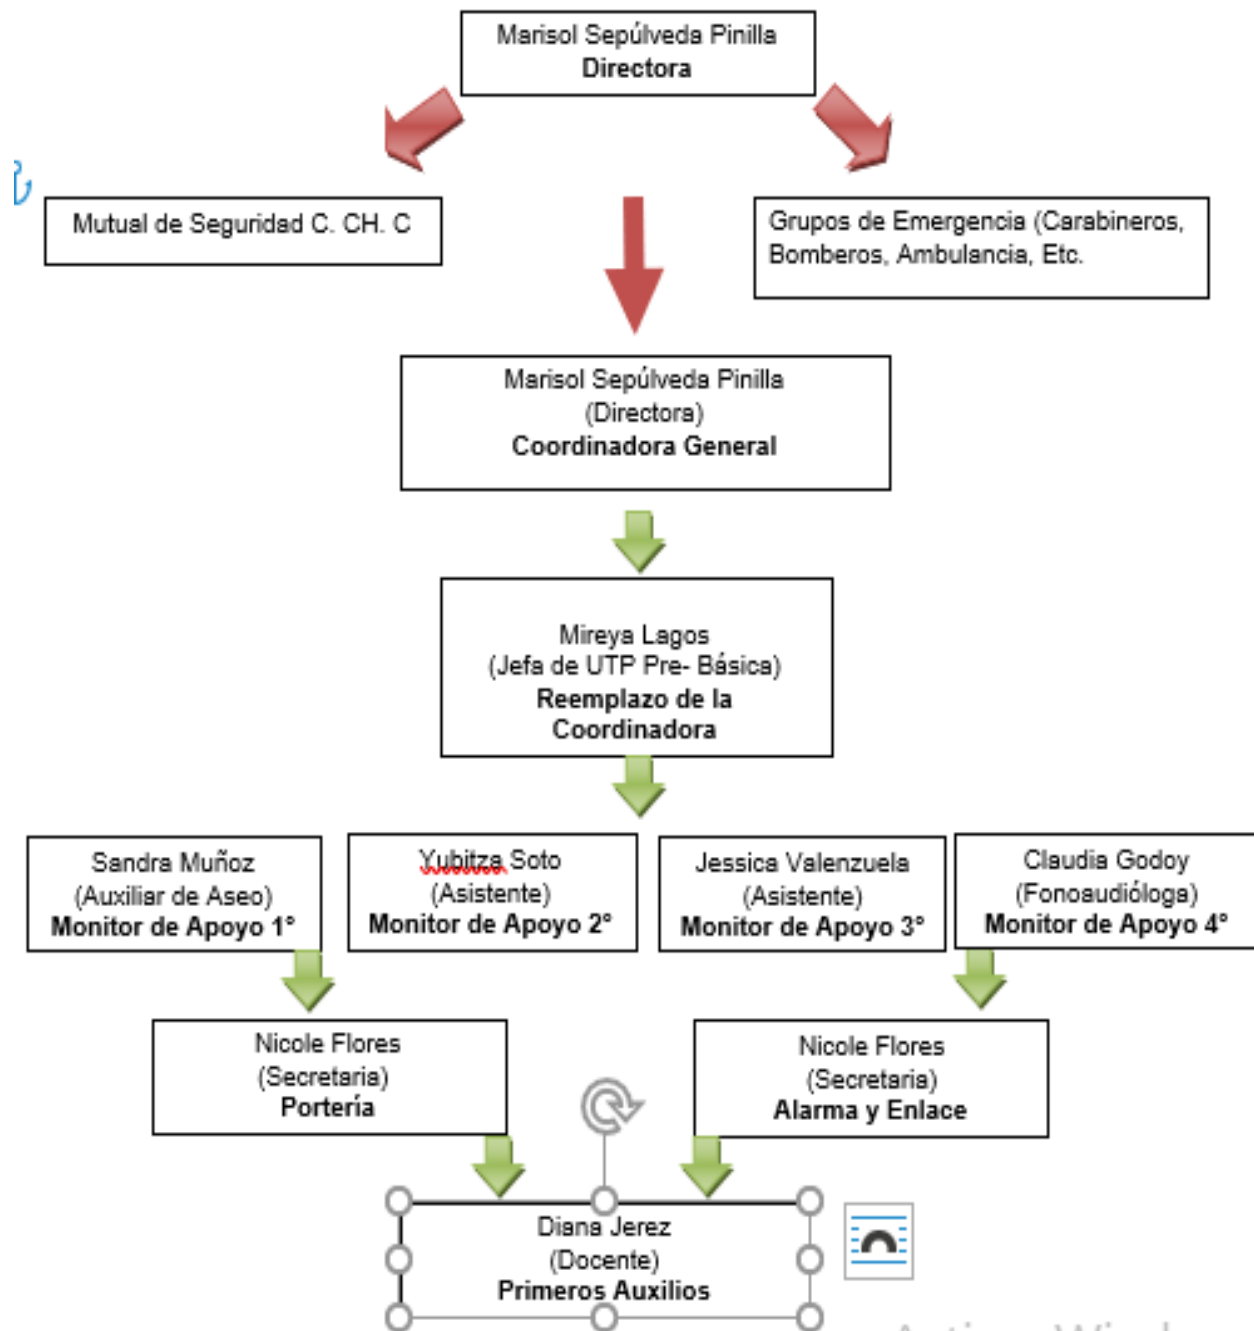 Marisol Sepúlveda Pinilla
Directora
Mutual de Seguridad C. CH. C
Grupos de Emergencia (Carabineros,
Bomberos, Ambulancia, Etc.
Marisol Sepúlveda Pinilla
(Directora)
Coordinadora General
Mireya Lagos
(Jefa de UTP Pre- Básica)
Reemplazo de la
Coordinadora
Sandra Muñoz
(Auxiliar de Aseo)
Monitor de Apoyo 1°
Yubitza Soto
(Asistente)
Monitor de Apoyo 2°
Jessica Valenzuela
(Asistente)
Monitor de Apoyo 3°
Claudia Godoy
(Fonoaudióloga)
Monitor de Apoyo 4°
Nicole Flores
(Secretaria)
Portería
Nicole Flores
(Secretaria)
Alarma y Enlace
Diana Jerez
(Docente)
Primeros Auxilios